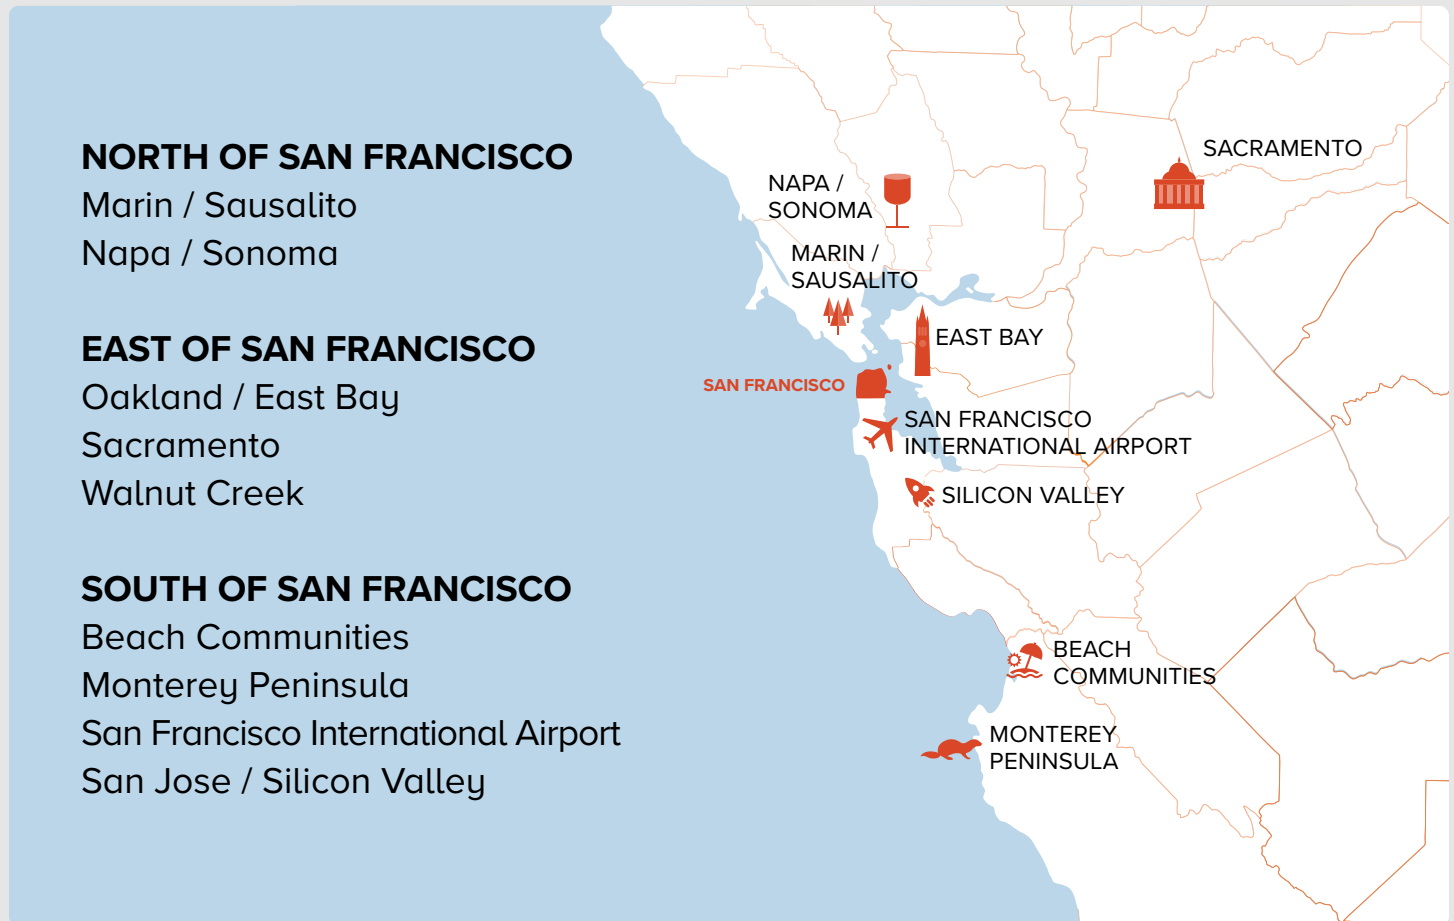 NORTH OF SAN FRANCISCO
Marin / Sausalito
Napa / Sonoma
EAST OF SAN FRANCISCO
Oakland / East Bay
Sacramento
Walnut Creek
SOUTH OF SAN FRANCISCO
Beach Communities
Monterey Peninsula
San Francisco International Airport
San Jose / Silicon Valley
SACRAMENTO
NAPA /
SONOMA
MARIN /
SAUSALITO
EAST BAY
SAN FRANCISCO
SAN FRANCISCO
INTERNATIONAL AIRPORT
SILICON VALLEY
BEACH
COMMUNITIES
MONTEREY
PENINSULA